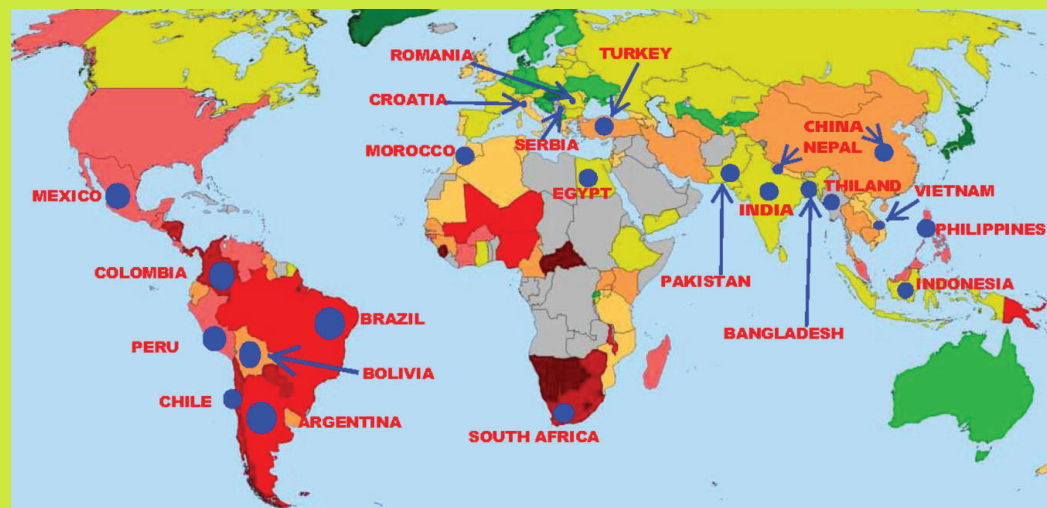 ROMANIA
TURKEY
CROATIA
SERBIA
MOROCCO
CHINA
NEPAL
MEXICO
EGYPT
INDIA
THILAND
VIETNAM
PHILIPPINES
COLOMBIA
PAKISTAN
INDONESIA
BRAZIL
BANGLADESH
PERU
BOLIVIA
CHILE
ARGENTINA
SOUTH AFRICA